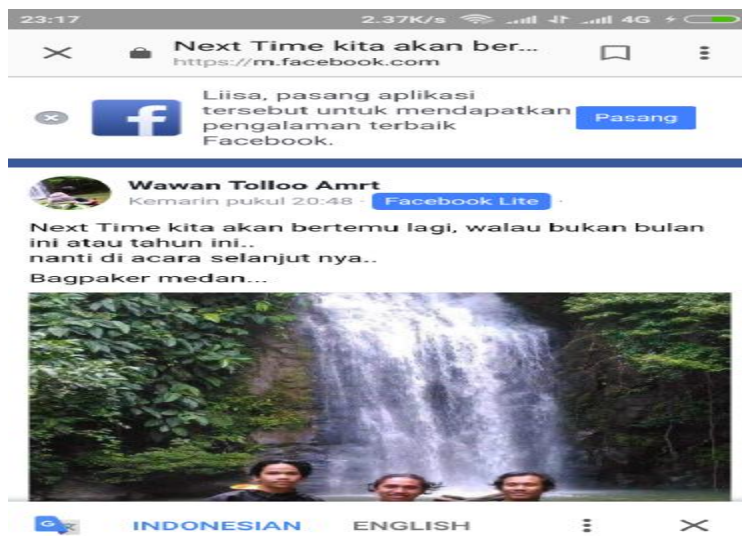 23:17 2.37K/s 4G
Next Time kita akan ber...
https://m.facebook.com
Liisa, pasang aplikasi
tersebut untuk mendapatkan
pengalaman terbaik
Facebook.
Pasang
Wawan Tolloo Amrt
Kemarin pukul 20:48 · Facebook Lite ·
Next Time kita akan bertemu lagi, walau bukan bulan
ini atau tahun ini..
nanti di acara selanjut nya..
Bagpaker medan...
INDONESIAN ENGLISH